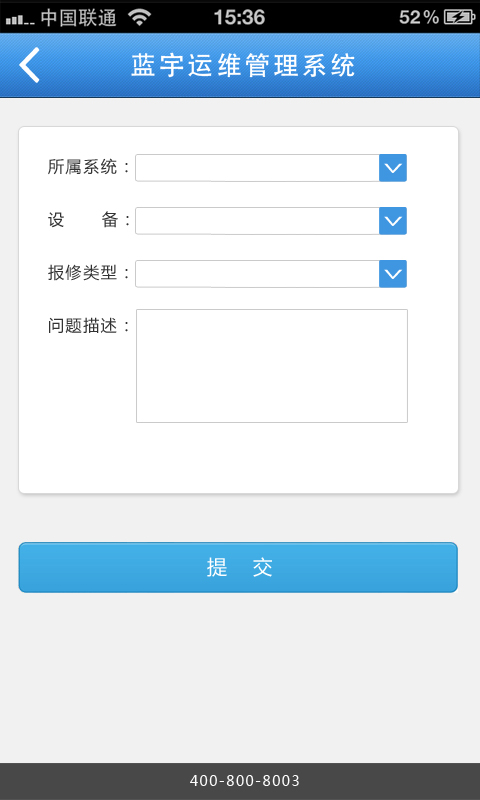 中国联通 15:36 52%
蓝宇运维管理系统
所属系统：
设 备：
报修类型：
问题描述：
提 交
400-800-8003